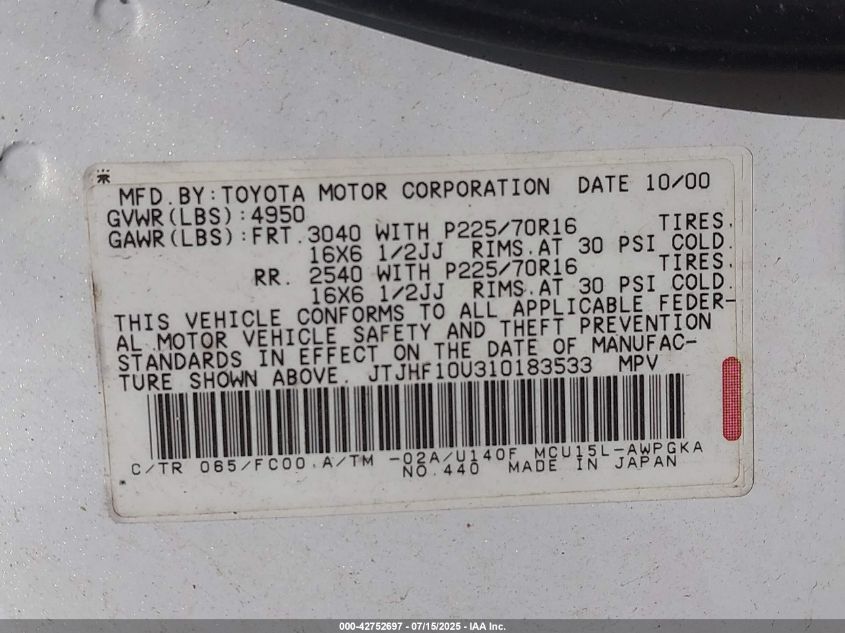 MFD.BY:TOYOTA MOTOR CORPORATION DATE 10/00
GVWR(LBS):4950
GAWR(LBS):FRT.3040 WITH P225/70R16 TIRES,
16X6 1/2JJ RIMS.AT 30 PSI COLD.
RR. 2540 WITH P225/70R16 TIRES,
16X6 1/2JJ RIMS.AT 30 PSI COLD.
THIS VEHICLE CONFORMS TO ALL APPLICABLE FEDER-
AL MOTOR VEHICLE SAFETY AND THEFT PREVENTION
STANDARDS IN EFFECT ON THE DATE OF MANUFAC-
TURE SHOWN ABOVE. JTJHF10U310183533 MPV
C/TR 065/FC00.A/TM -02A/U140F MCU15L-AWPGKA
NO.440 MADE IN JAPAN
000-42752697 - 07/15/2025 - IAA Inc.